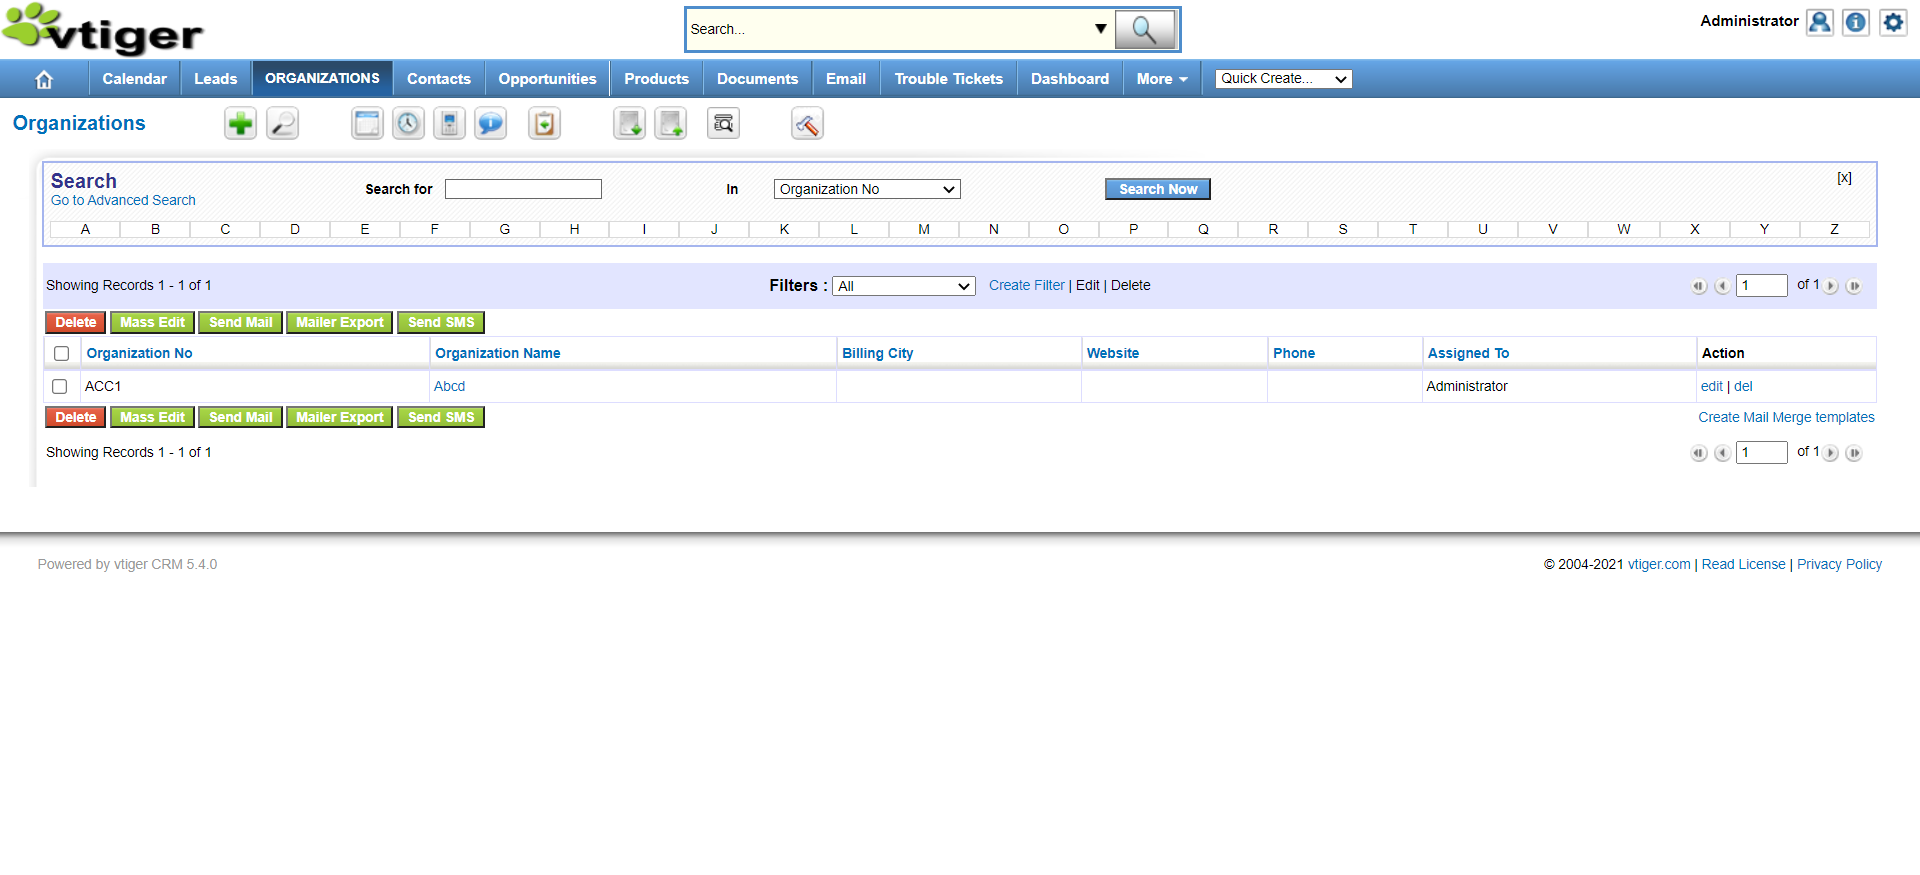 vtiger
Search...
Administrator
Calendar Leads ORGANIZATIONS Contacts Opportunities Products Documents Email Trouble Tickets Dashboard More Quick Create...
Organizations
Search
Go to Advanced Search
Search for In Organization No Search Now [x]
A B C D E F G H I J K L M N O P Q R S T U V W X Y Z
Showing Records 1 - 1 of 1 Filters : All Create Filter | Edit | Delete 1 of 1
Delete Mass Edit Send Mail Mailer Export Send SMS
Organization No Organization Name Billing City Website Phone Assigned To Action
ACC1 Abcd Administrator edit | del
Delete Mass Edit Send Mail Mailer Export Send SMS Create Mail Merge templates
Showing Records 1 - 1 of 1 1 of 1
Powered by vtiger CRM 5.4.0 © 2004-2021 vtiger.com | Read License | Privacy Policy